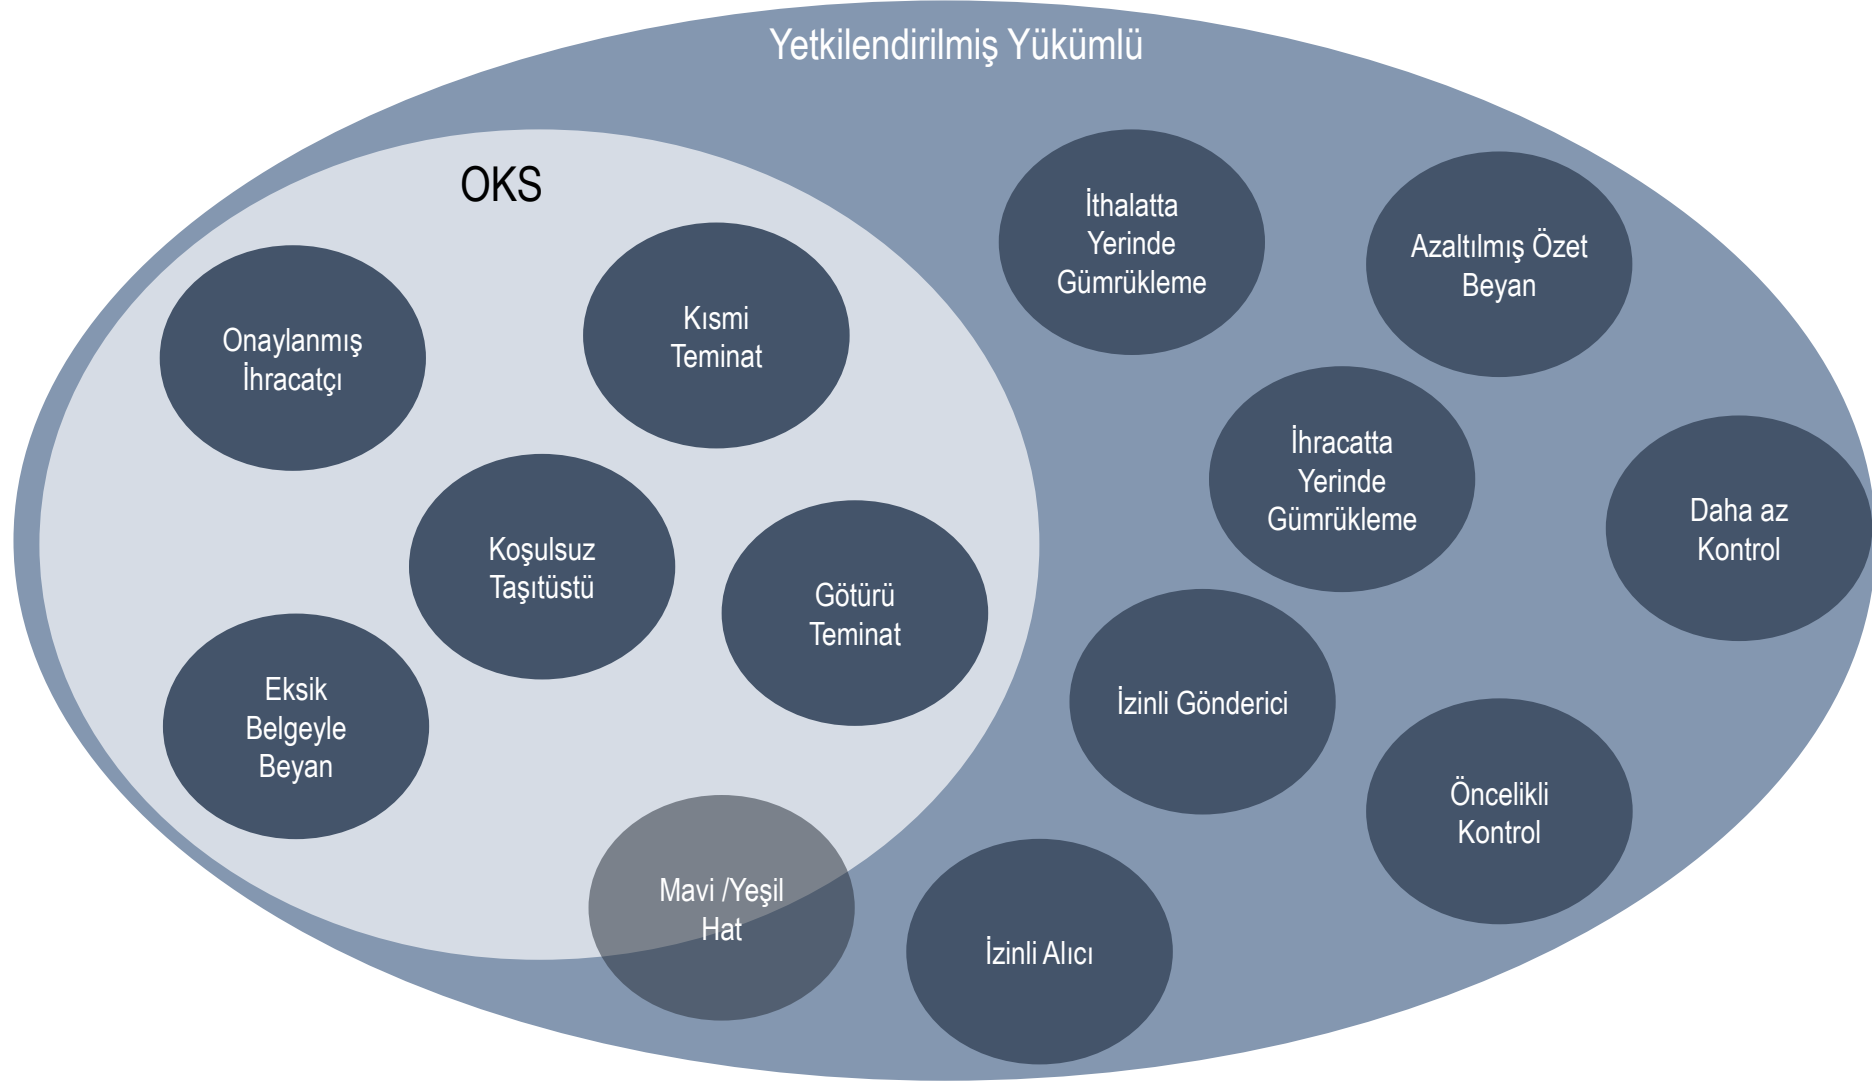 Yetkilendirilmiş Yükümlü
OKS
Onaylanmış
İhracatçı
Kısmi
Teminat
Koşulsuz
Taşıtüstü
Götürü
Teminat
Eksik
Belgeyle
Beyan
Mavi /Yeşil
Hat
İthalatta
Yerinde
Gümrükleme
Azaltılmış Özet
Beyan
İhracatta
Yerinde
Gümrükleme
Daha az
Kontrol
İzinli Gönderici
Öncelikli
Kontrol
İzinli Alıcı